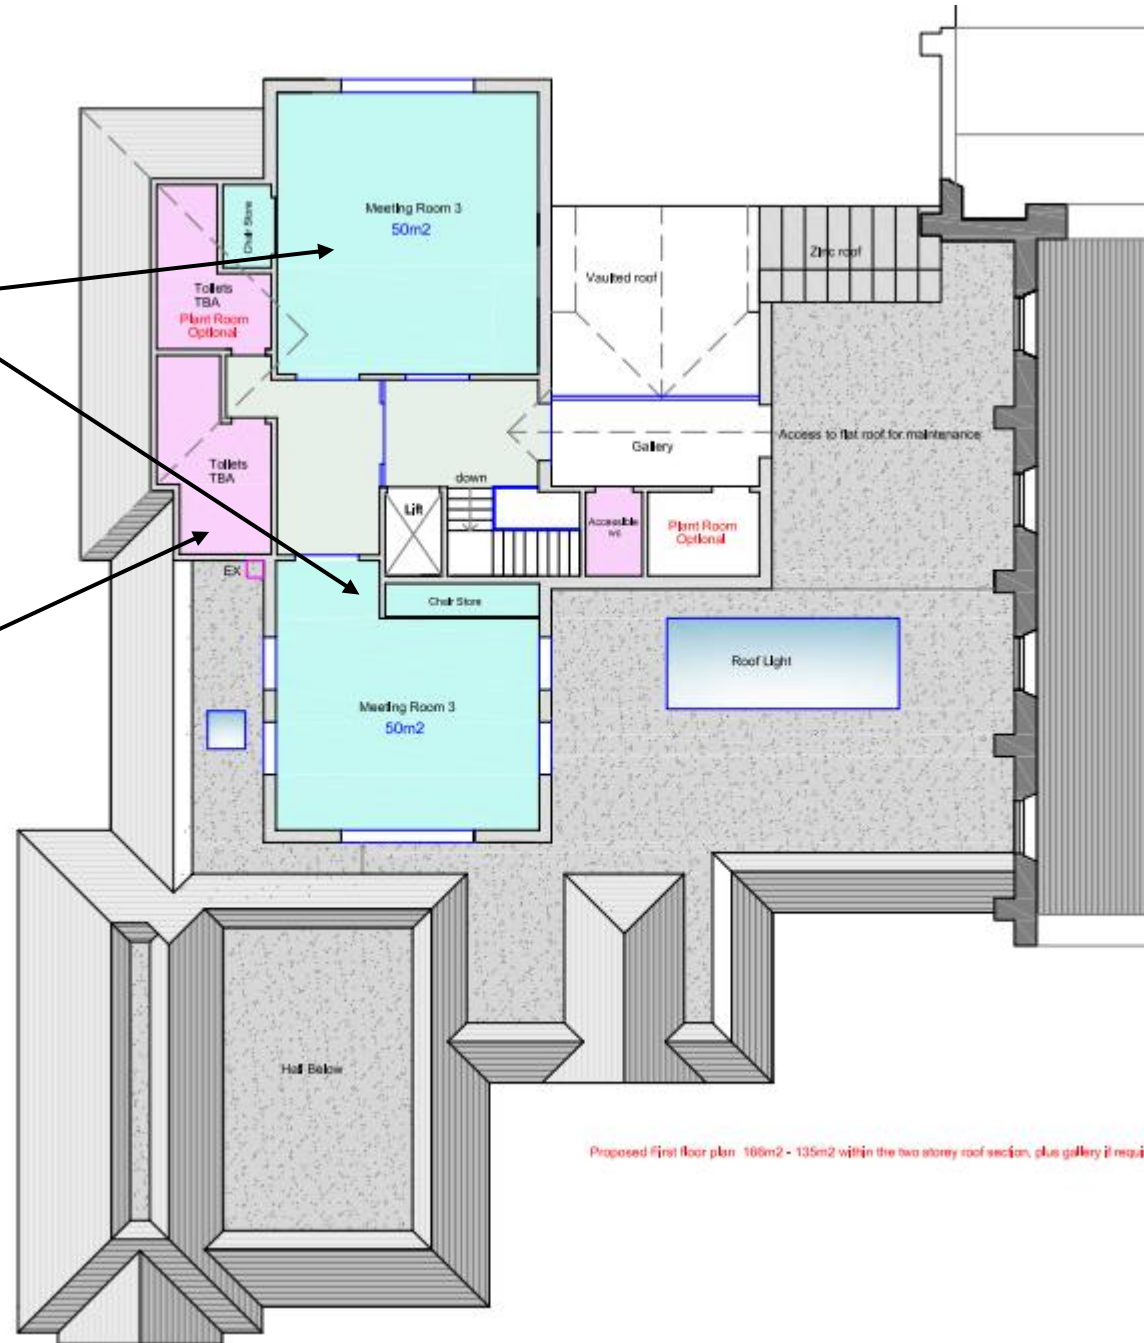 Meeting Room 3
50m2
Chair Store
Vaulted roof
Zinc roof
Toilets
TBA
Plant Room
Optional
Gallery
Access to flat roof for maintenance
Toilets
TBA
down
Lift
Accessible
wc
Plant Room
Optional
EX
Chair Store
Roof Light
Meeting Room 3
50m2
Hall Below
Proposed First floor plan - 135m2 within the two storey roof section, plus gallery if requi